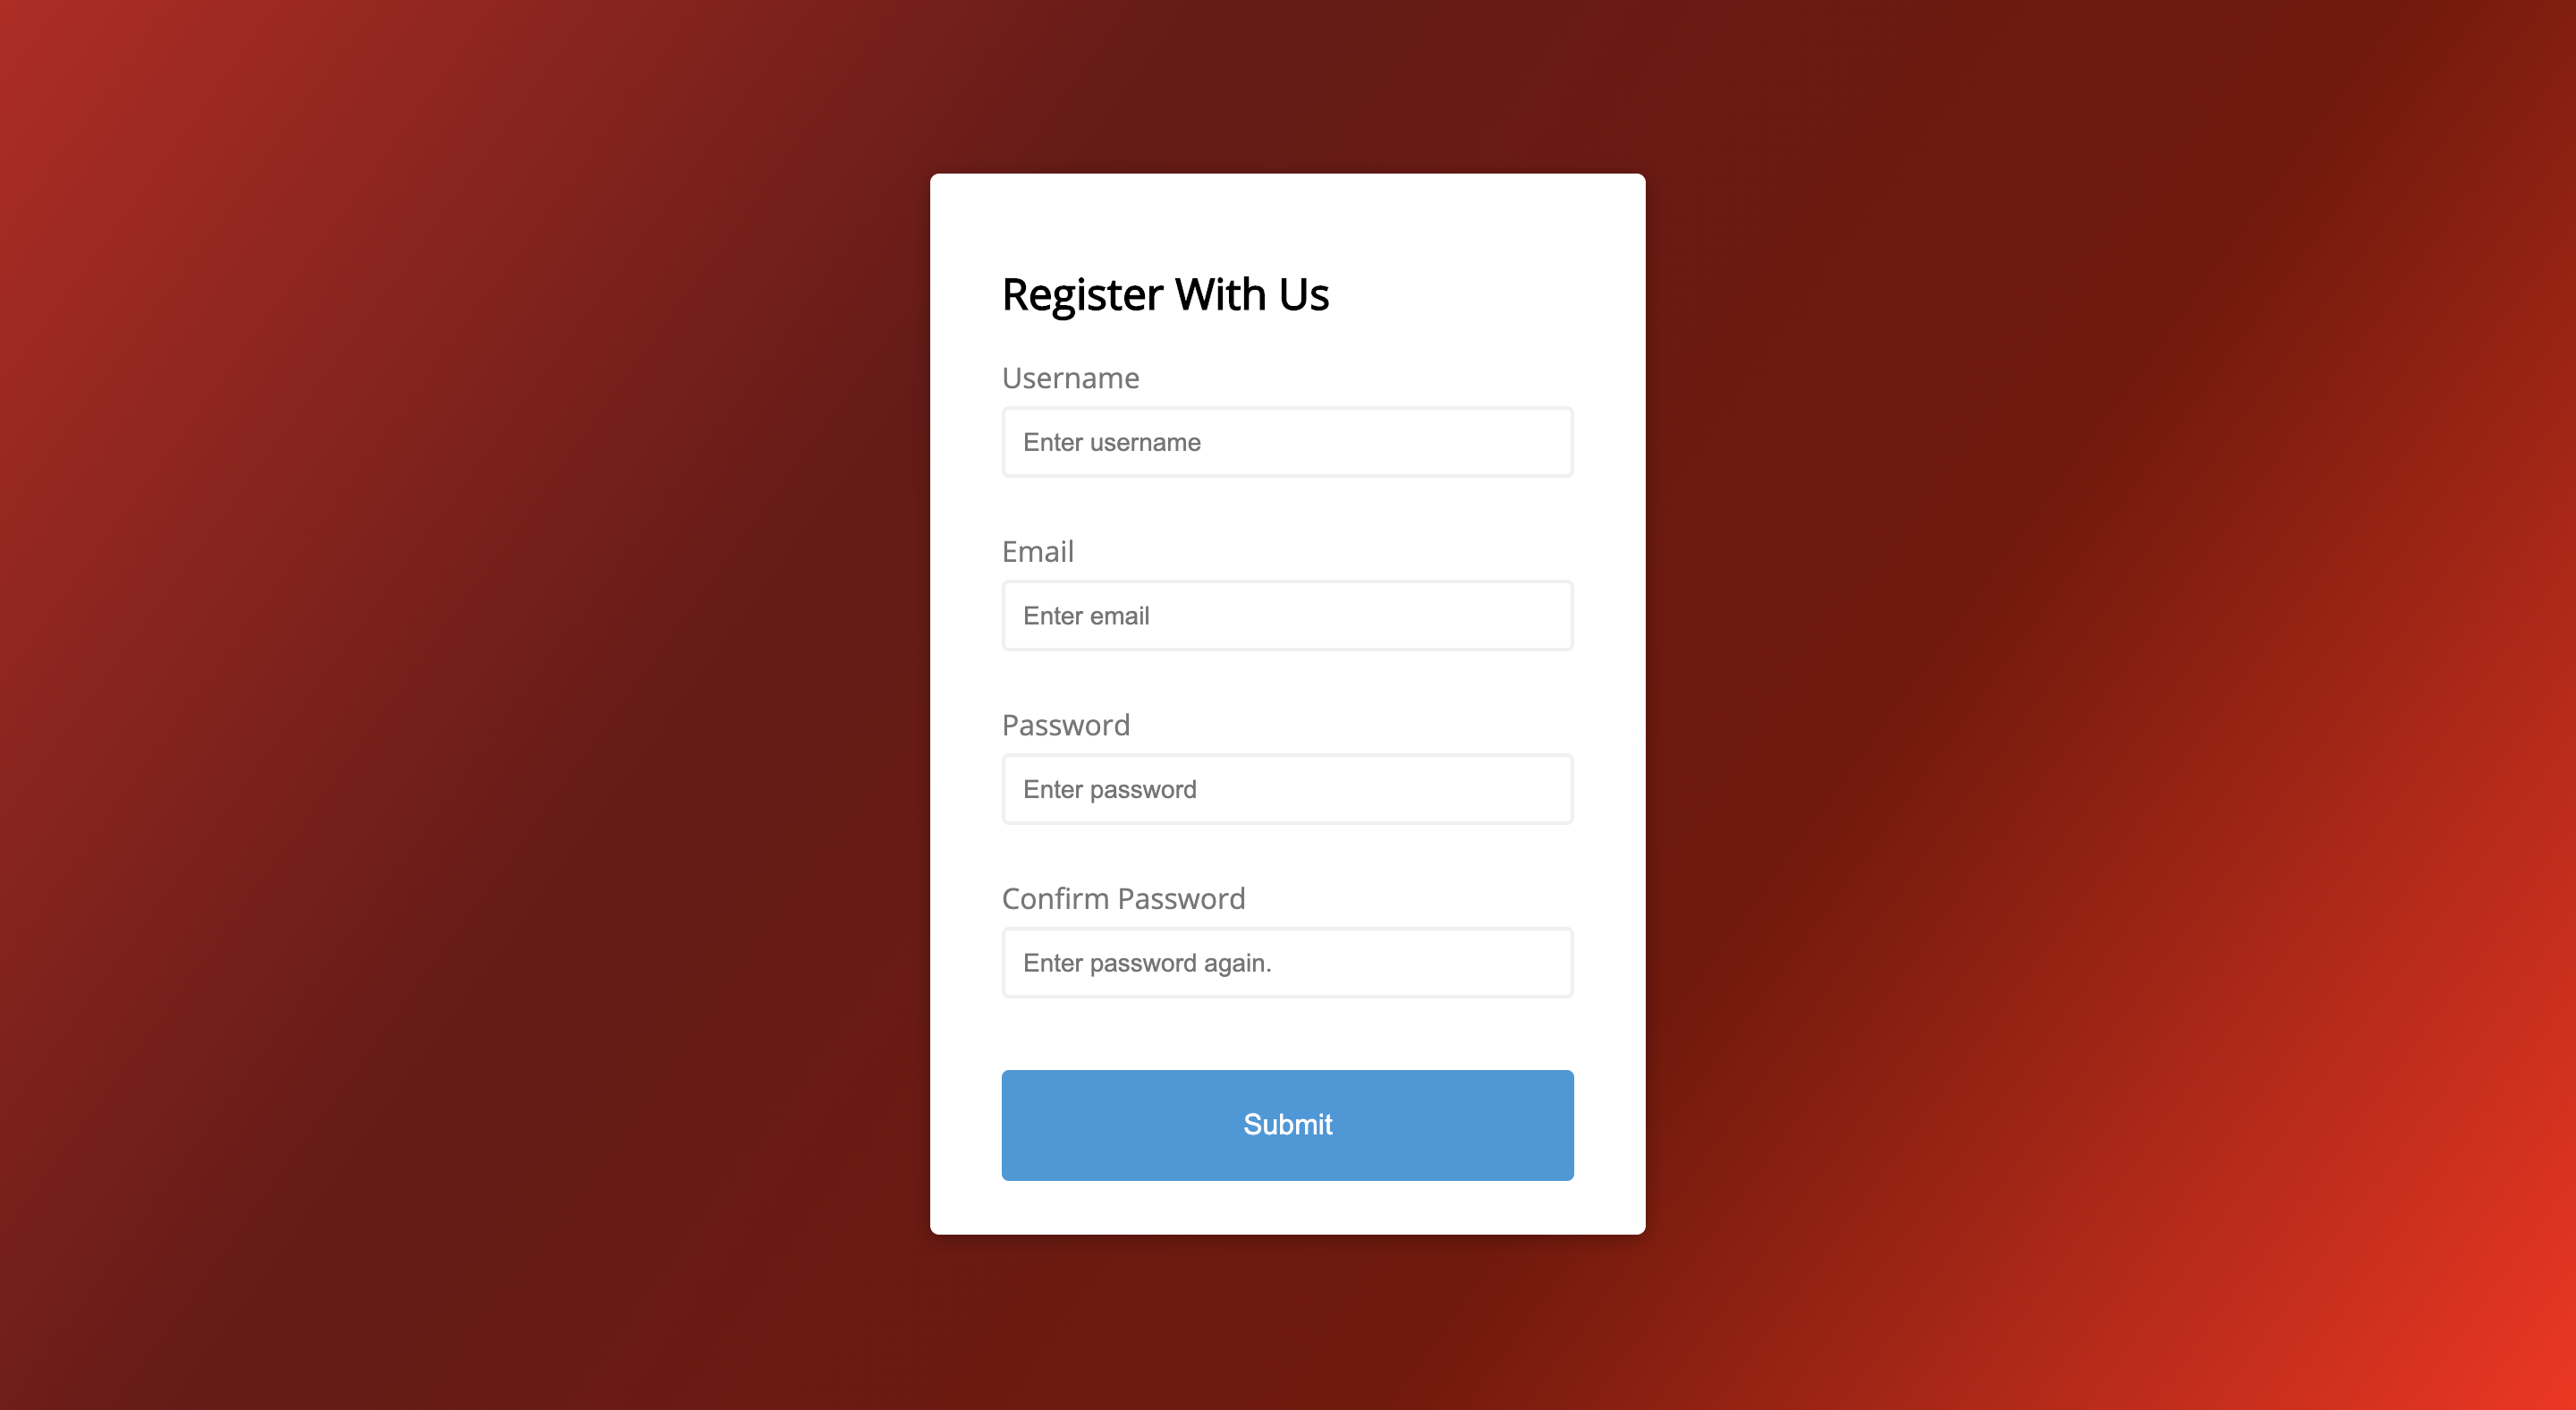 Register With Us
Username
Enter username
Email
Enter email
Password
Enter password
Confirm Password
Enter password again.
Submit